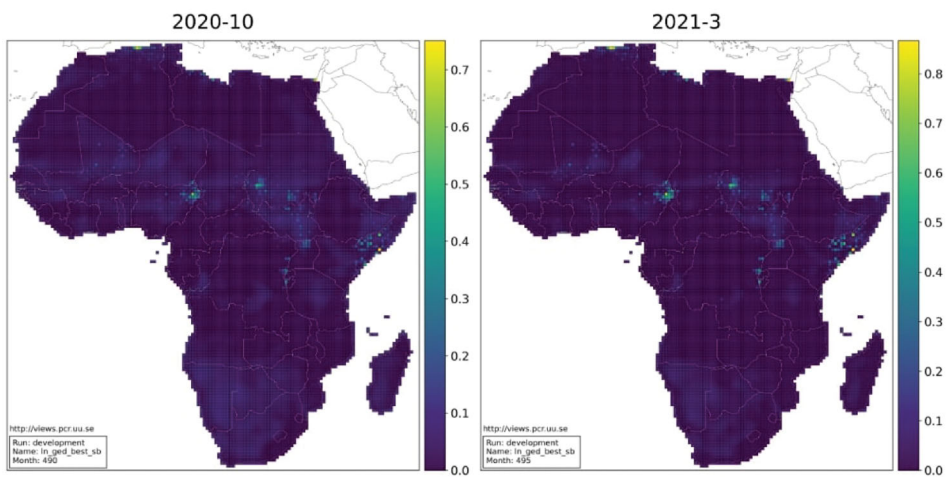 2020-10
2021-3
0.7
0.6
0.5
0.4
0.3
0.2
0.1
0.0
0.8
0.7
0.6
0.5
0.4
0.3
0.2
0.1
0.0
http://views.pcr.uu.se
Run: development
Name: ln_ged_best_sb
Month: 490
http://views.pcr.uu.se
Run: development
Name: ln_ged_best_sb
Month: 495